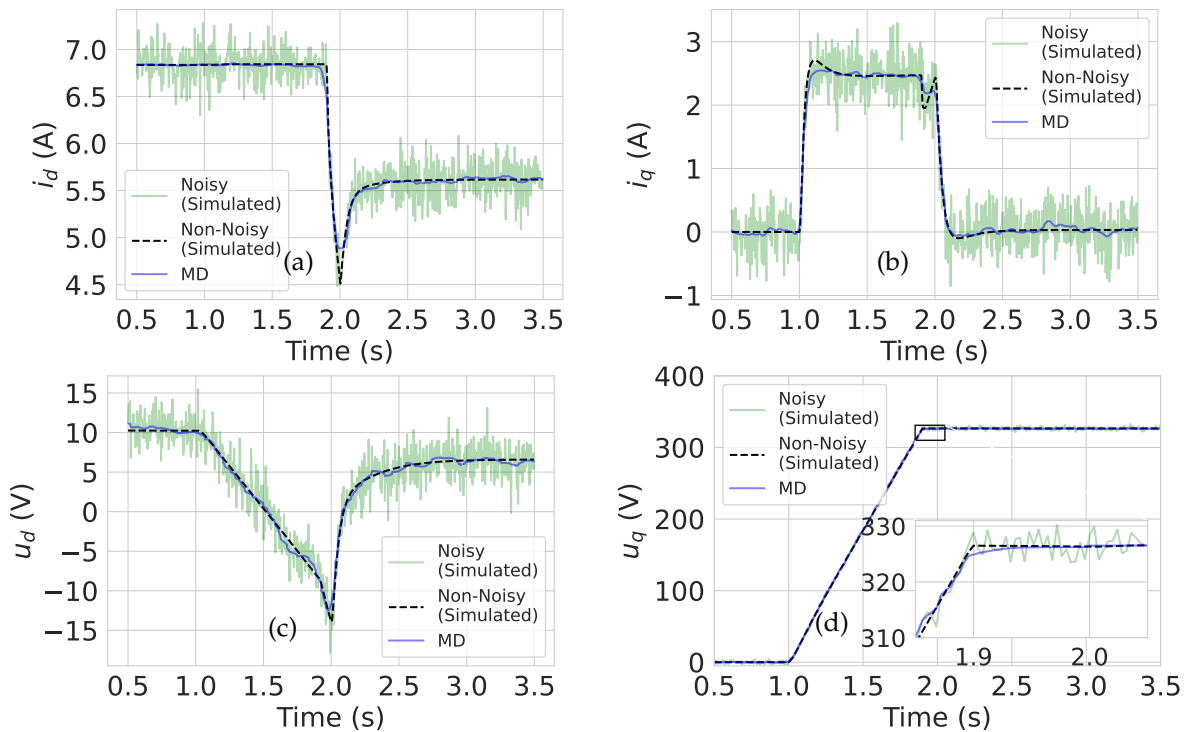 7.0
6.5
6.0
5.5
5.0
4.5
i_d (A)
Noisy
(Simulated)
Non-Noisy
(Simulated)
MD
(a)
0.5 1.0 1.5 2.0 2.5 3.0 3.5
Time (s)
3
2
1
0
−1
i_q (A)
Noisy
(Simulated)
Non-Noisy
(Simulated)
MD
(b)
0.5 1.0 1.5 2.0 2.5 3.0 3.5
Time (s)
15
10
5
0
−5
−10
−15
u_d (V)
Noisy
(Simulated)
Non-Noisy
(Simulated)
MD
(c)
0.5 1.0 1.5 2.0 2.5 3.0 3.5
Time (s)
400
300
200
100
0
u_q (V)
Noisy
(Simulated)
Non-Noisy
(Simulated)
MD
330
320
310
1.9 2.0
(d)
0.5 1.0 1.5 2.0 2.5 3.0 3.5
Time (s)